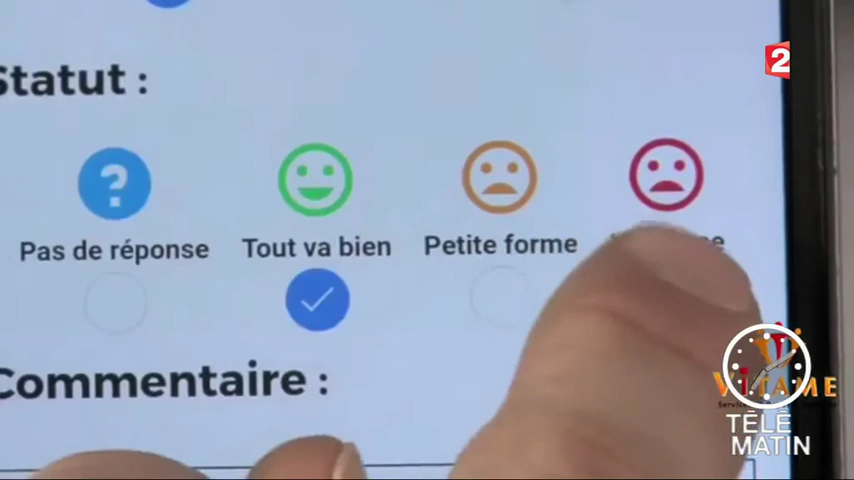 2
Statut :
?
Pas de réponse
Tout va bien
Petite forme
Commentaire :
TÉLÉ
MATIN